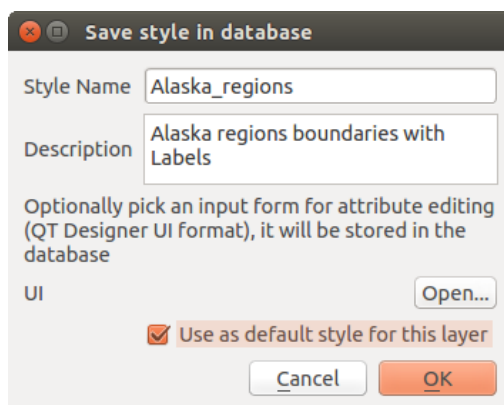 Save style in database
Style Name Alaska_regions
Description Alaska regions boundaries with
Labels
Optionally pick an input form for attribute editing
(QT Designer UI format), it will be stored in the
database
UI Open...
Use as default style for this layer
Cancel OK